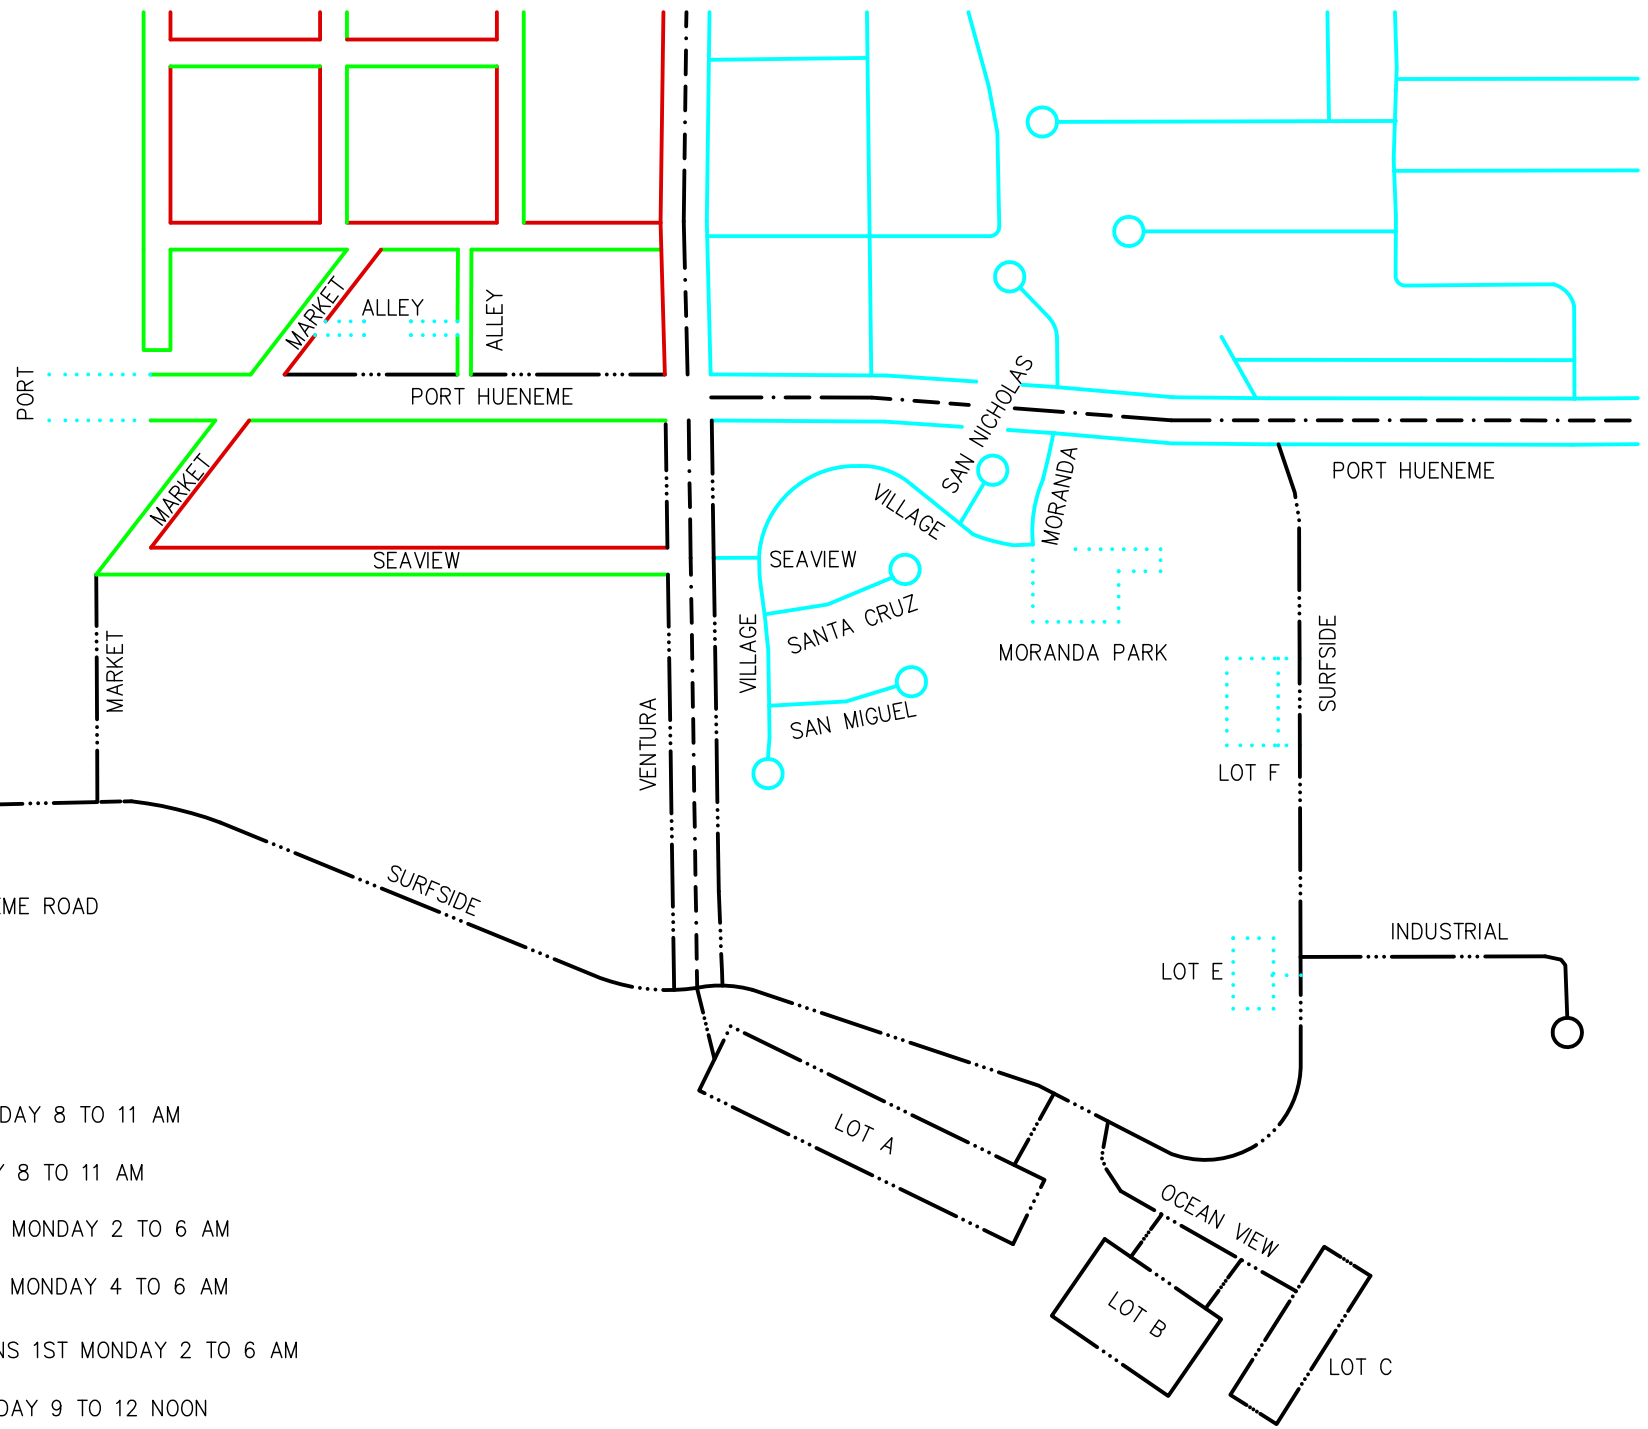 MARKET
ALLEY
ALLEY
PORT
PORT HUENEME
SAN NICHOLAS
MARKET
VILLAGE
MORANDA
PORT HUENEME
SEAVIEW
SEAVIEW
SANTA CRUZ
MORANDA PARK
MARKET
VILLAGE
SURFSIDE
VENTURA
SAN MIGUEL
LOT F
SURFSIDE
EME ROAD
INDUSTRIAL
LOT E
DAY 8 TO 11 AM
LOT A
Y 8 TO 11 AM
MONDAY 2 TO 6 AM
OCEAN VIEW
MONDAY 4 TO 6 AM
LOT B
NS 1ST MONDAY 2 TO 6 AM
LOT C
DAY 9 TO 12 NOON